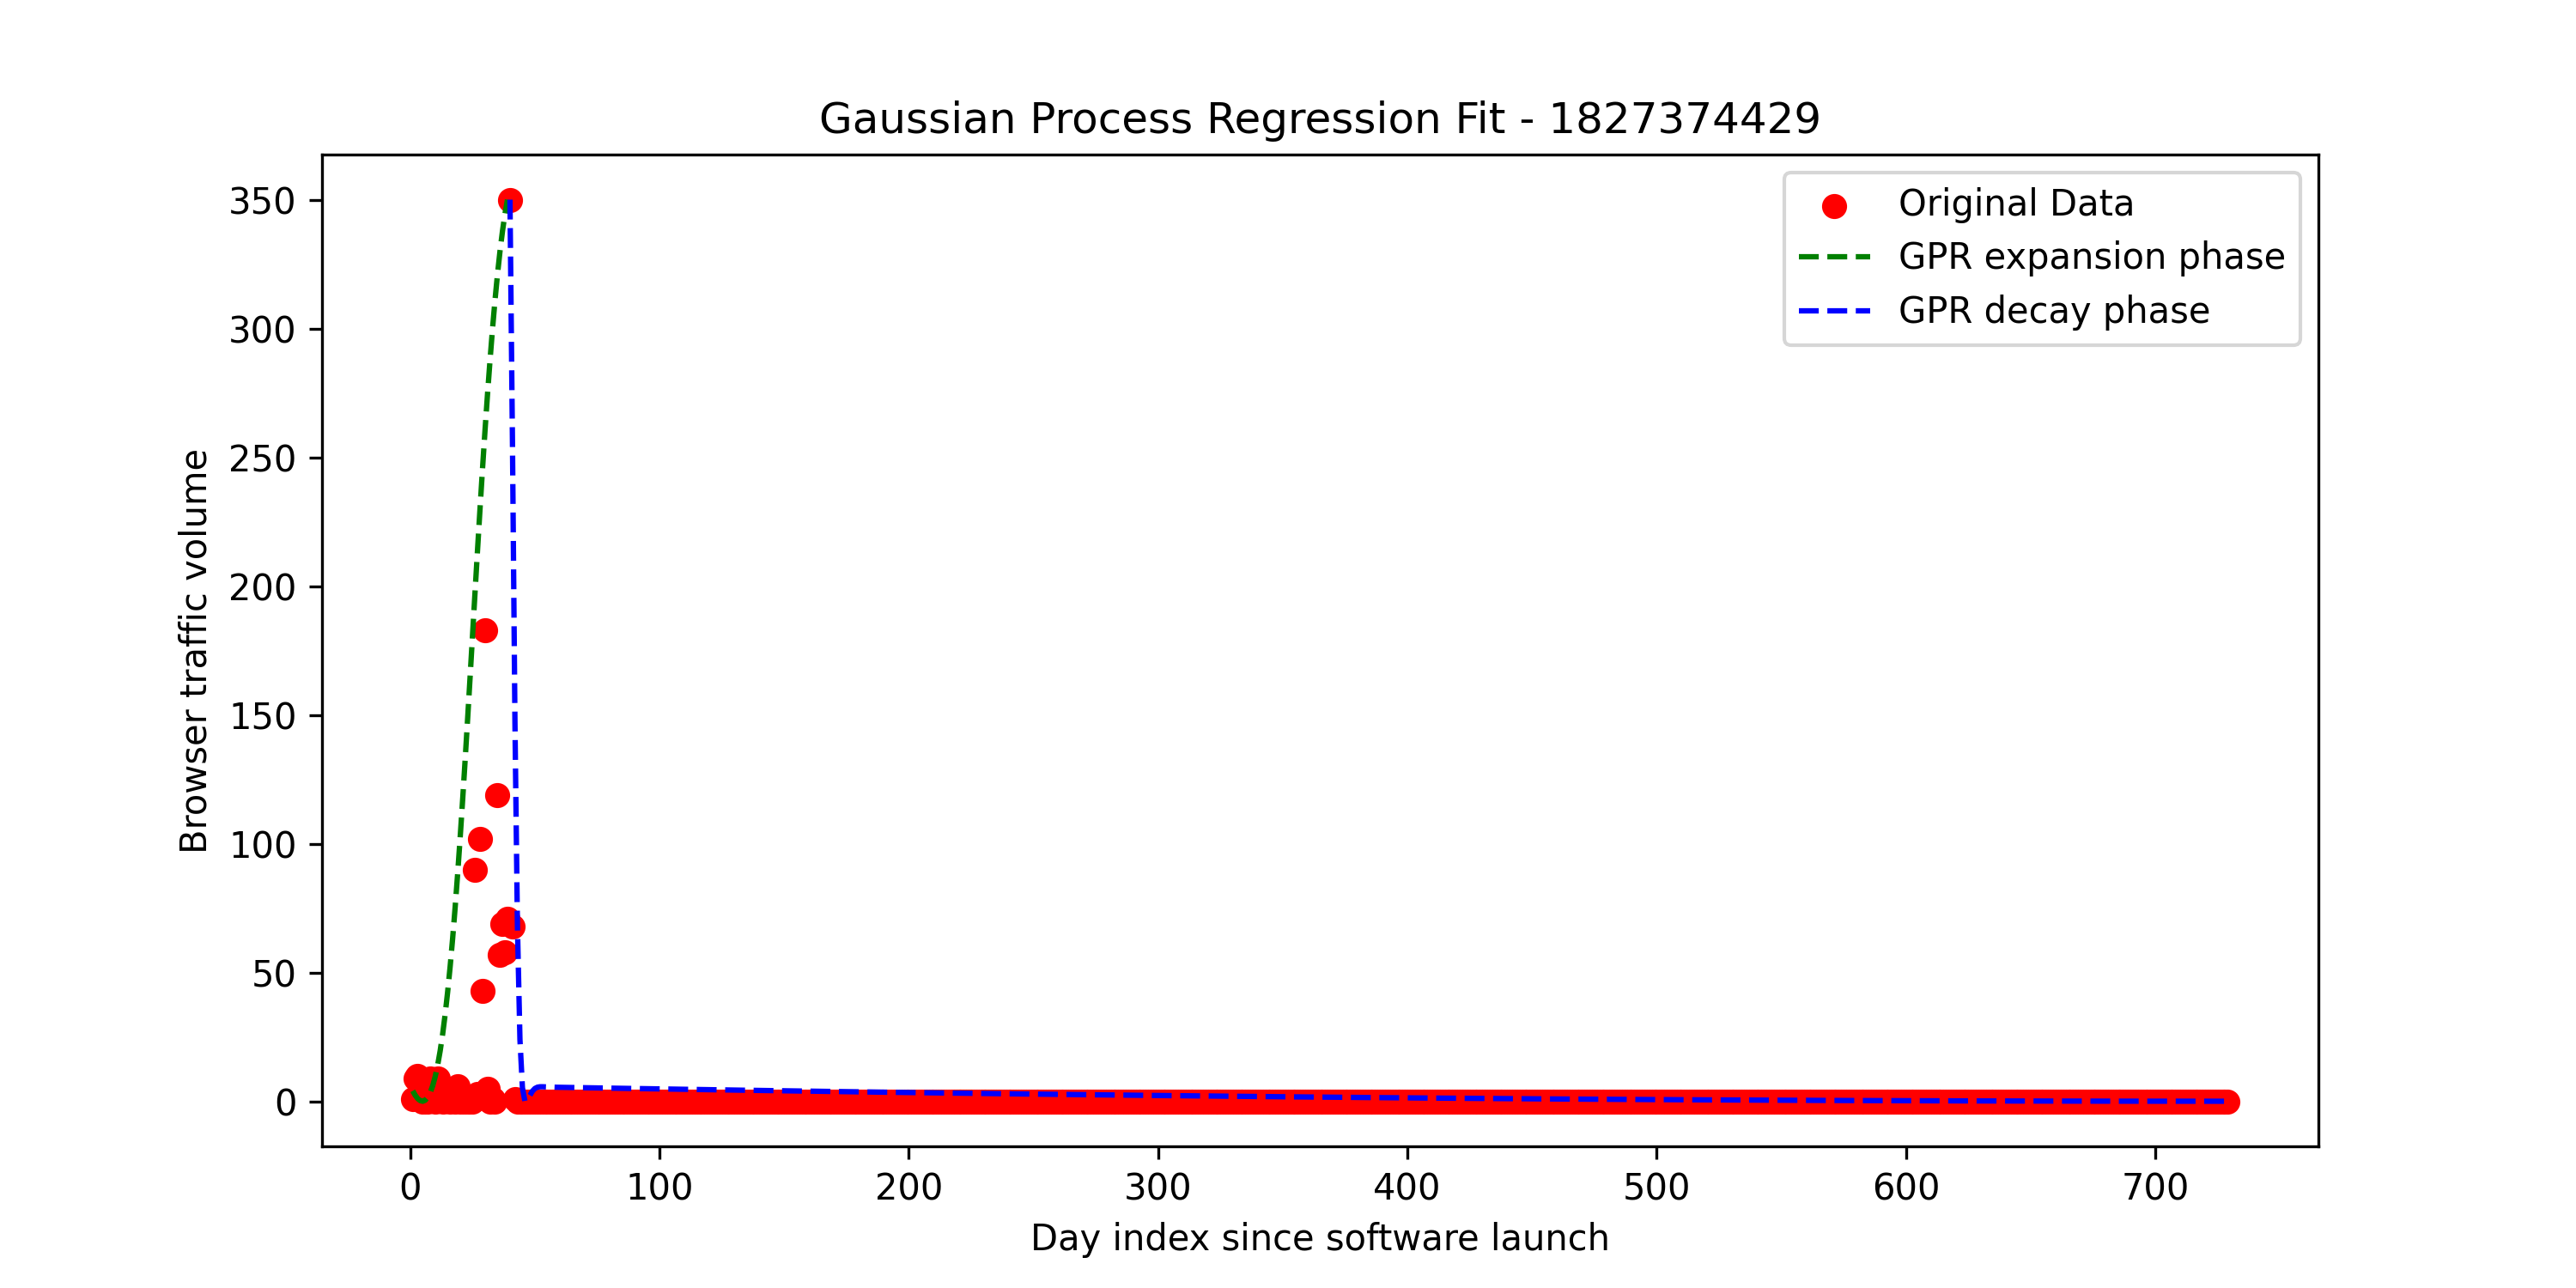 Gaussian Process Regression Fit - 1827374429
Original Data
GPR expansion phase
GPR decay phase
Browser traffic volume
350
300
250
200
150
100
50
0
0 100 200 300 400 500 600 700
Day index since software launch